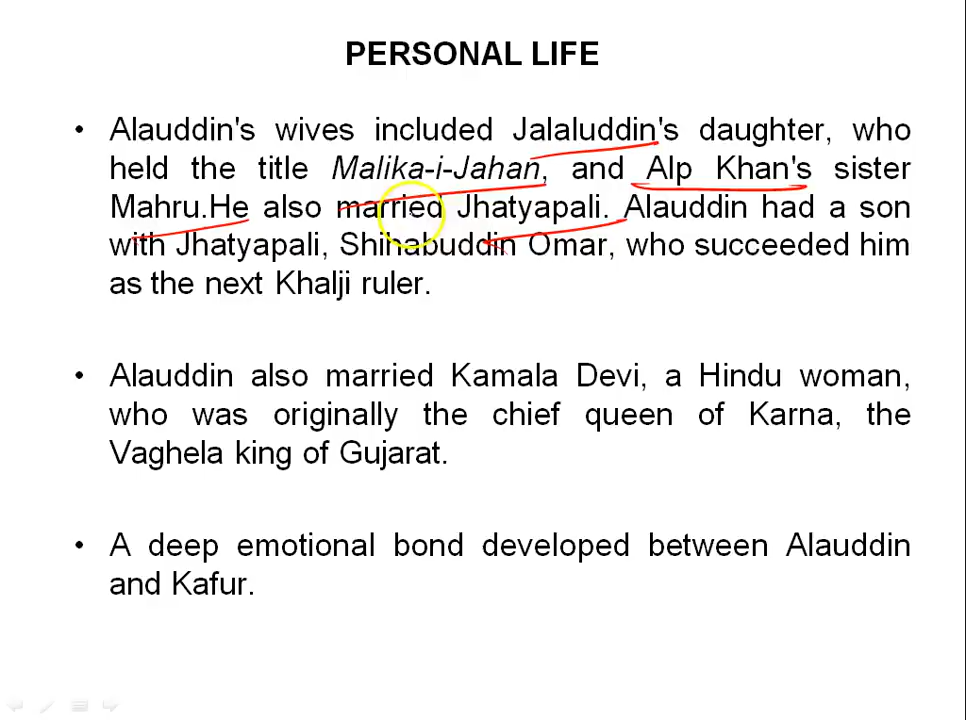 PERSONAL LIFE
• Alauddin's wives included Jalaluddin's daughter, who
held the title Malika-i-Jahan, and Alp Khan's sister
Mahru.He also married Jhatyapali. Alauddin had a son
with Jhatyapali, Shihabuddin Omar, who succeeded him
as the next Khalji ruler.
• Alauddin also married Kamala Devi, a Hindu woman,
who was originally the chief queen of Karna, the
Vaghela king of Gujarat.
• A deep emotional bond developed between Alauddin
and Kafur.